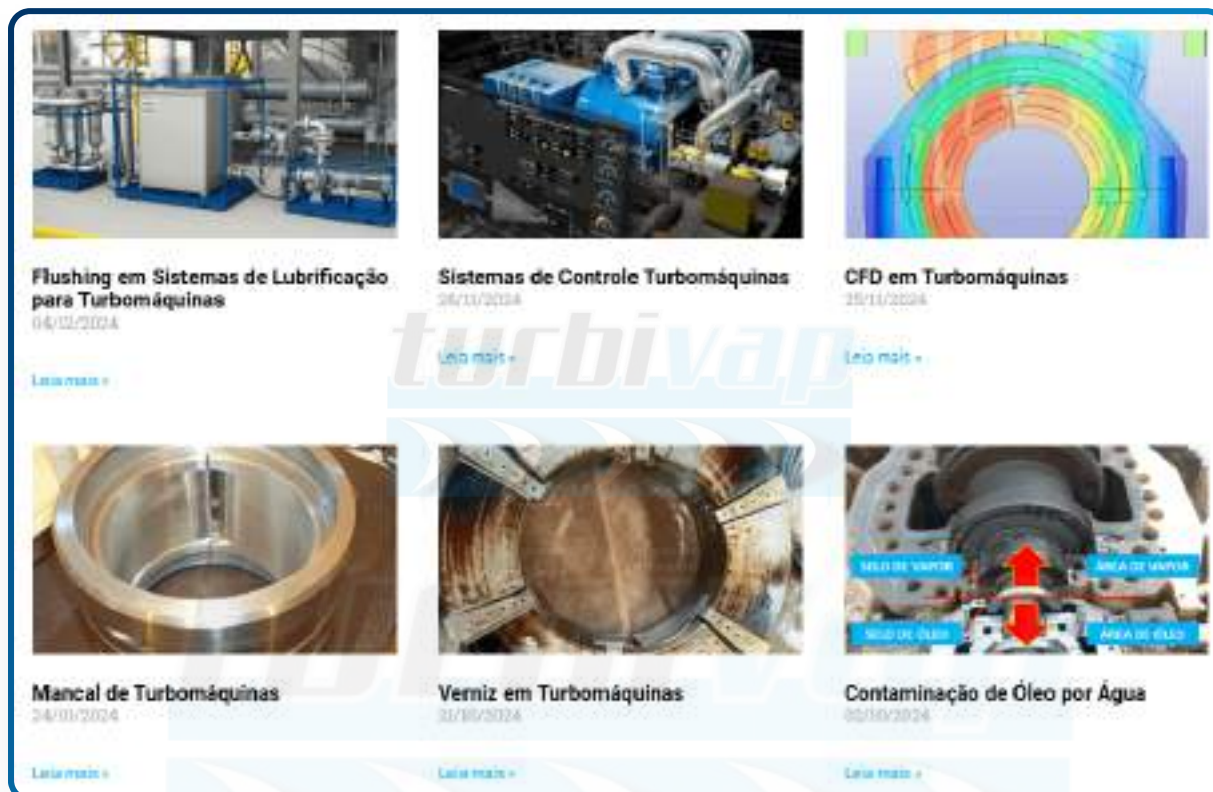 Flushing em Sistemas de Lubrificação
para Turbomáquinas
04/12/2024
Leia mais »
Sistemas de Controle Turbomáquinas
Leia mais »
CFD em Turbomáquinas
Leia mais »
turbivap
Mancal de Turbomáquinas
Leia mais »
Verniz em Turbomáquinas
Leia mais »
SELO DE VAPOR
ÁREA DE VAPOR
SELO DE ÓLEO
ÁREA DE ÓLEO
Contaminação de Óleo por Água
Leia mais »
turbivap